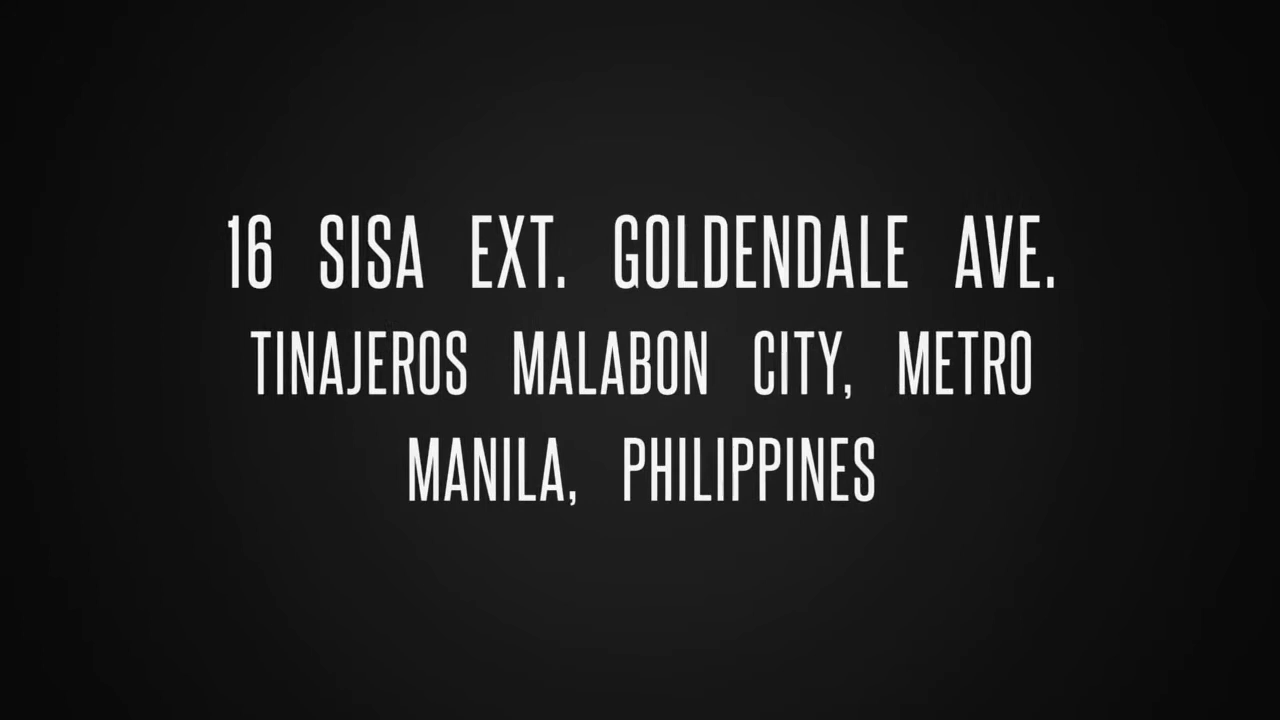 16 SISA EXT. GOLDENDALE AVE.
TINAJEROS MALABON CITY, METRO
MANILA, PHILIPPINES